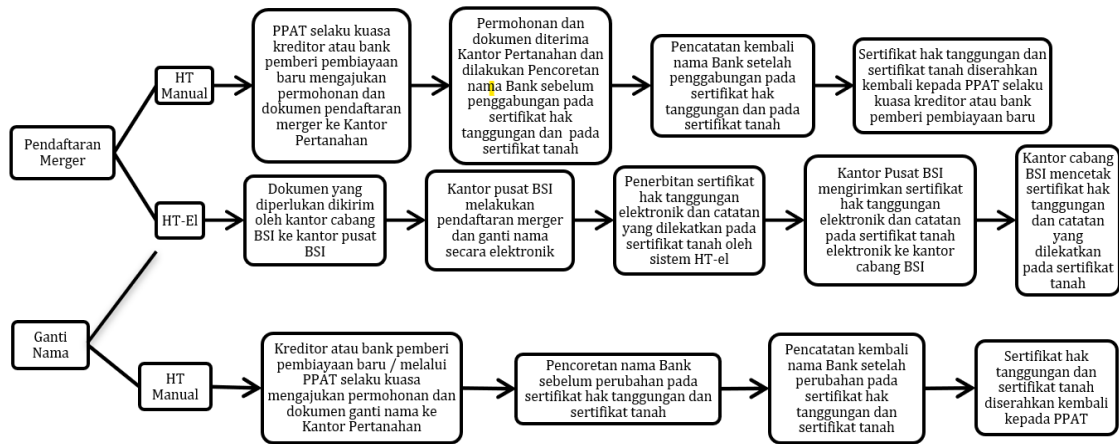 Pendaftaran
Merger
HT
Manual
PPAT selaku kuasa
kreditor atau bank
pemberi pembiayaan
baru mengajukan
permohonan dan
dokumen pendaftaran
merger ke Kantor
Pertanahan
Permohonan dan
dokumen diterima
Kantor Pertanahan dan
dilakukan Pencoretan
nama Bank sebelum
penggabungan pada
sertifikat hak
tanggungan dan pada
sertifikat tanah
Pencatatan kembali
nama Bank setelah
penggabungan pada
sertifikat hak
tanggungan dan pada
sertifikat tanah
Sertifikat hak tanggungan dan
sertifikat tanah diserahkan
kembali kepada PPAT selaku
kuasa kreditor atau bank
pemberi pembiayaan baru
HT-El
Dokumen yang
diperlukan dikirim
oleh kantor cabang
BSI ke kantor pusat
BSI
Kantor pusat BSI
melakukan
pendaftaran merger
dan ganti nama
secara elektronik
Penerbitan sertifikat
hak tanggungan
elektronik dan catatan
yang dilekatkan pada
sertifikat tanah oleh
sistem HT-el
Kantor Pusat BSI
mengirimkan sertifikat
hak tanggungan
elektronik dan catatan
pada sertifikat tanah
elektronik ke kantor
cabang BSI
Kantor cabang
BSI mencetak
sertifikat hak
tanggungan
dan catatan
yang
dilekatkan
pada sertifikat
tanah
Ganti
Nama
HT
Manual
Kreditor atau bank pemberi
pembiayaan baru / melalui
PPAT selaku kuasa
mengajukan permohonan dan
dokumen ganti nama ke
Kantor Pertanahan
Pencoretan nama Bank
sebelum perubahan pada
sertifikat hak tanggungan dan
sertifikat tanah
Pencatatan kembali
nama Bank setelah
perubahan pada
sertifikat hak
tanggungan dan
sertifikat tanah
Sertifikat hak
tanggungan dan
sertifikat tanah
diserahkan kembali
kepada PPAT